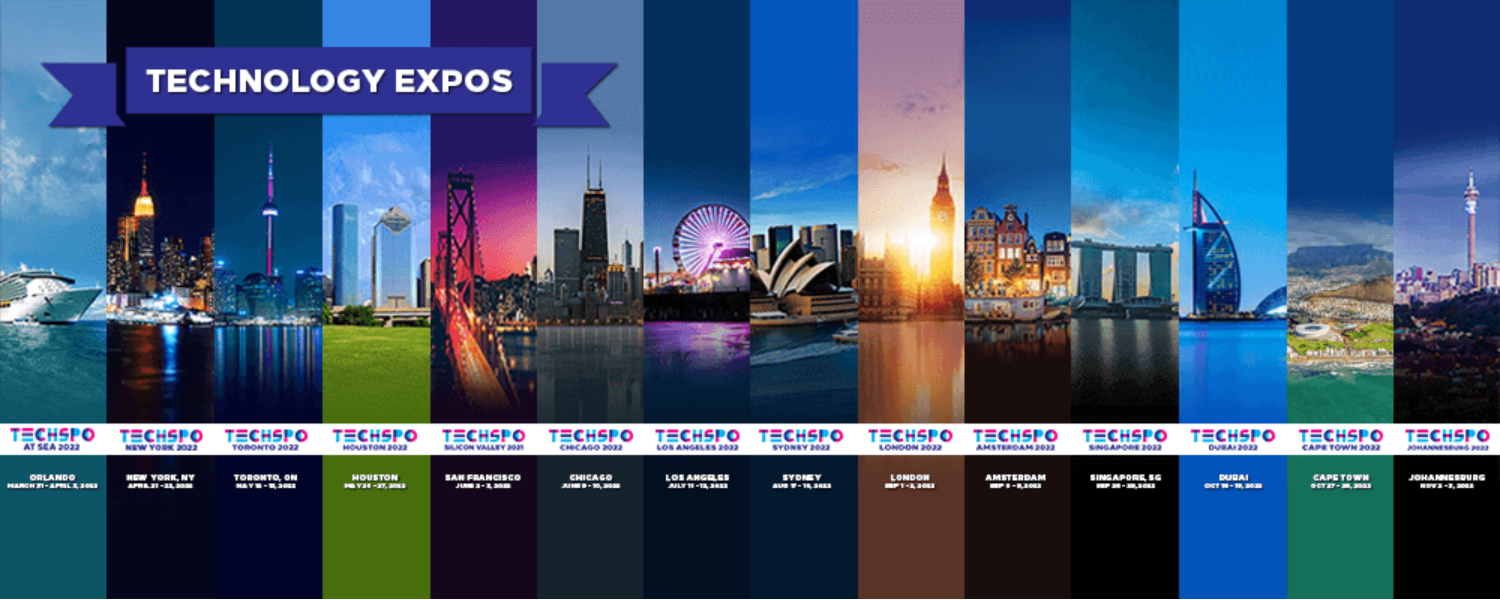 TECHNOLOGY EXPOS
TECHSPO
AT SEA 2022
ORLANDO
TECHSPO
NEW YORK 2022
NEW YORK, NY
TECHSPO
TORONTO 2022
TORONTO, ON
TECHSPO
HOUSTON 2022
HOUSTON
TECHSPO
SILICON VALLEY 2021
SAN FRANCISCO
TECHSPO
CHICAGO 2022
CHICAGO
TECHSPO
LOS ANGELES 2022
LOS ANGELES
TECHSPO
SYDNEY 2022
SYDNEY
TECHSPO
LONDON 2022
LONDON
TECHSPO
AMSTERDAM 2022
AMSTERDAM
TECHSPO
SINGAPORE 2022
SINGAPORE, SG
TECHSPO
DUBAI 2022
DUBAI
TECHSPO
CAPE TOWN 2022
CAPE TOWN
TECHSPO
JOHANNESBURG 2022
JOHANNESBURG